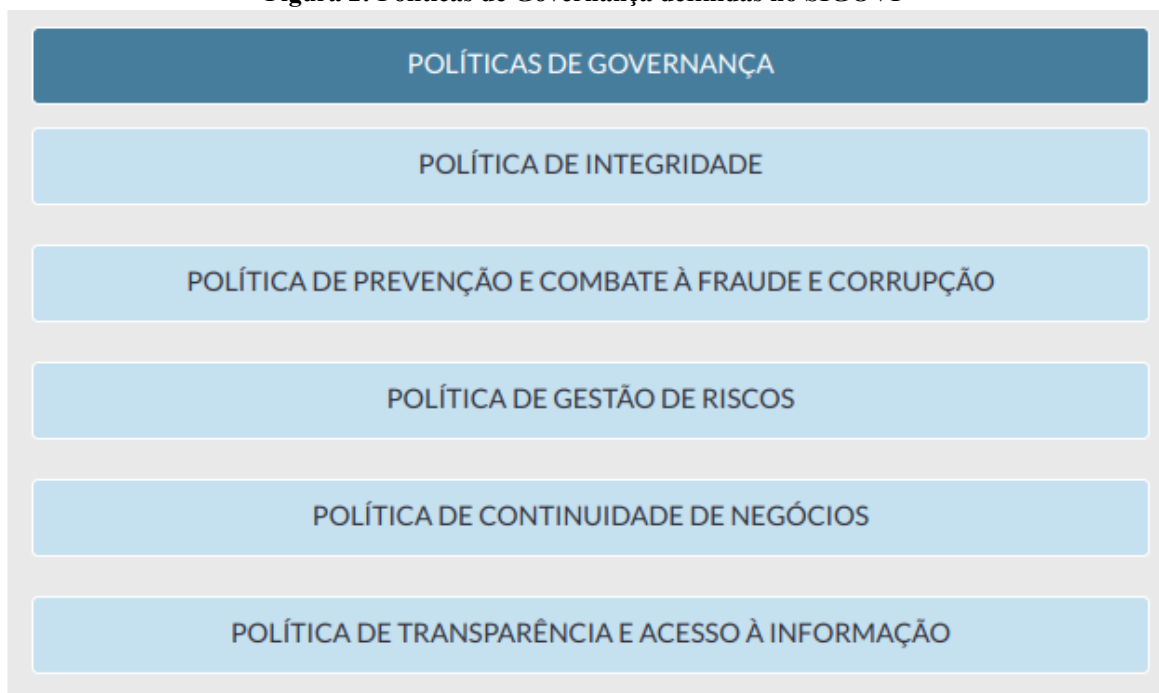 POLÍTICAS DE GOVERNANÇA
POLÍTICA DE INTEGRIDADE
POLÍTICA DE PREVENÇÃO E COMBATE À FRAUDE E CORRUPÇÃO
POLÍTICA DE GESTÃO DE RISCOS
POLÍTICA DE CONTINUIDADE DE NEGÓCIOS
POLÍTICA DE TRANSPARÊNCIA E ACESSO À INFORMAÇÃO